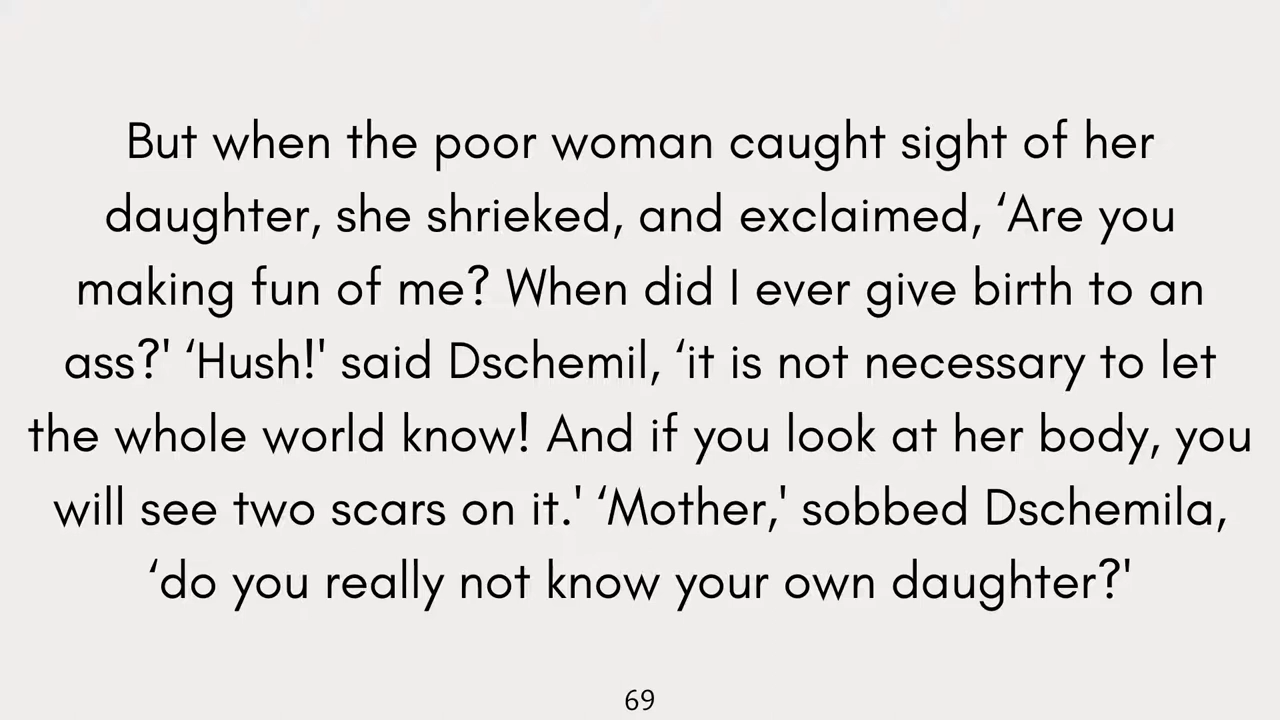 But when the poor woman caught sight of her
daughter, she shrieked, and exclaimed, ‘Are you
making fun of me? When did I ever give birth to an
ass?' ‘Hush!' said Dschemil, ‘it is not necessary to let
the whole world know! And if you look at her body, you
will see two scars on it.' ‘Mother,' sobbed Dschemila,
‘do you really not know your own daughter?'
69